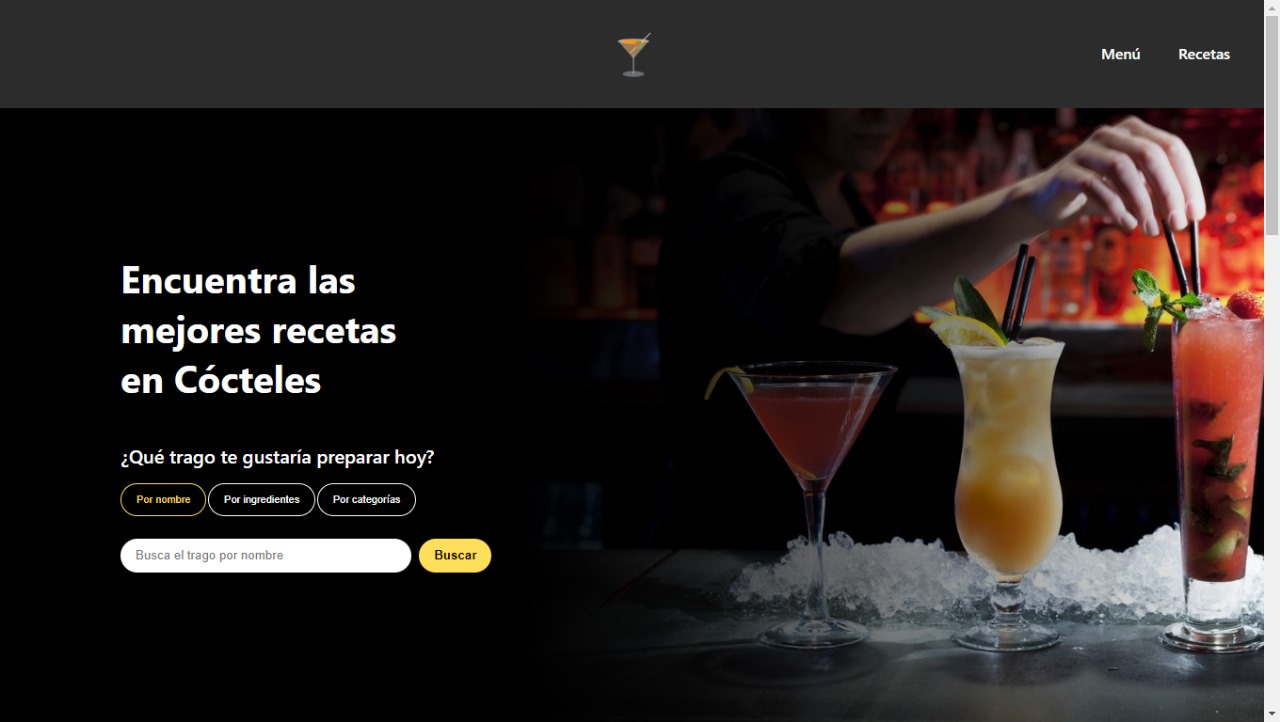 Menú Recetas
Encuentra las
mejores recetas
en Cócteles
¿Qué trago te gustaría preparar hoy?
Por nombre Por ingredientes Por categorías
Busca el trago por nombre Buscar